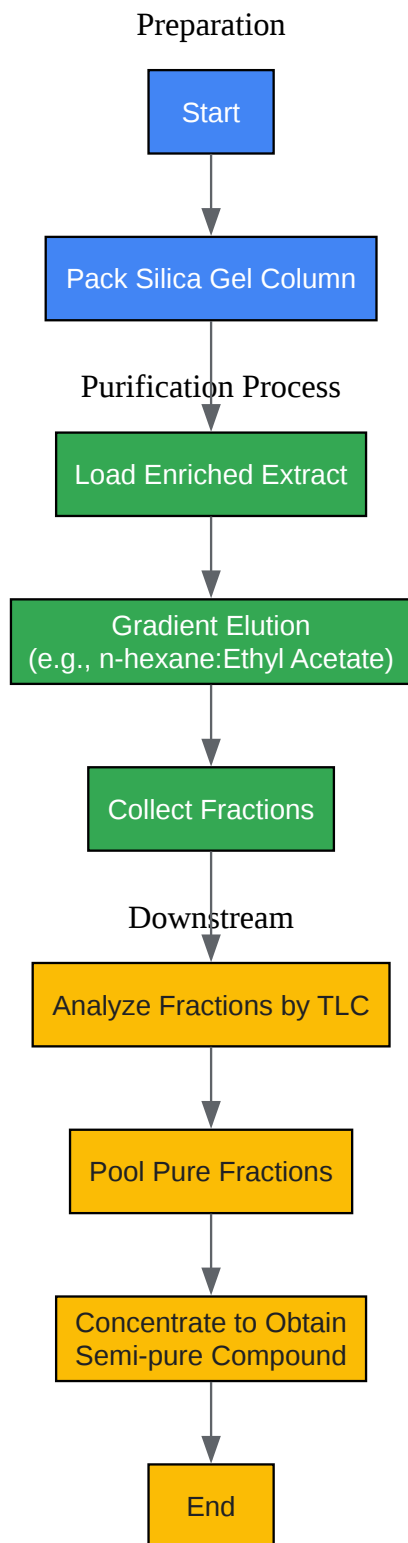 Preparation
Start
Pack Silica Gel Column
Purification Process
Load Enriched Extract
Gradient Elution
(e.g., n-hexane:Ethyl Acetate)
Collect Fractions
Downstream
Analyze Fractions by TLC
Pool Pure Fractions
Concentrate to Obtain
Semi-pure Compound
End